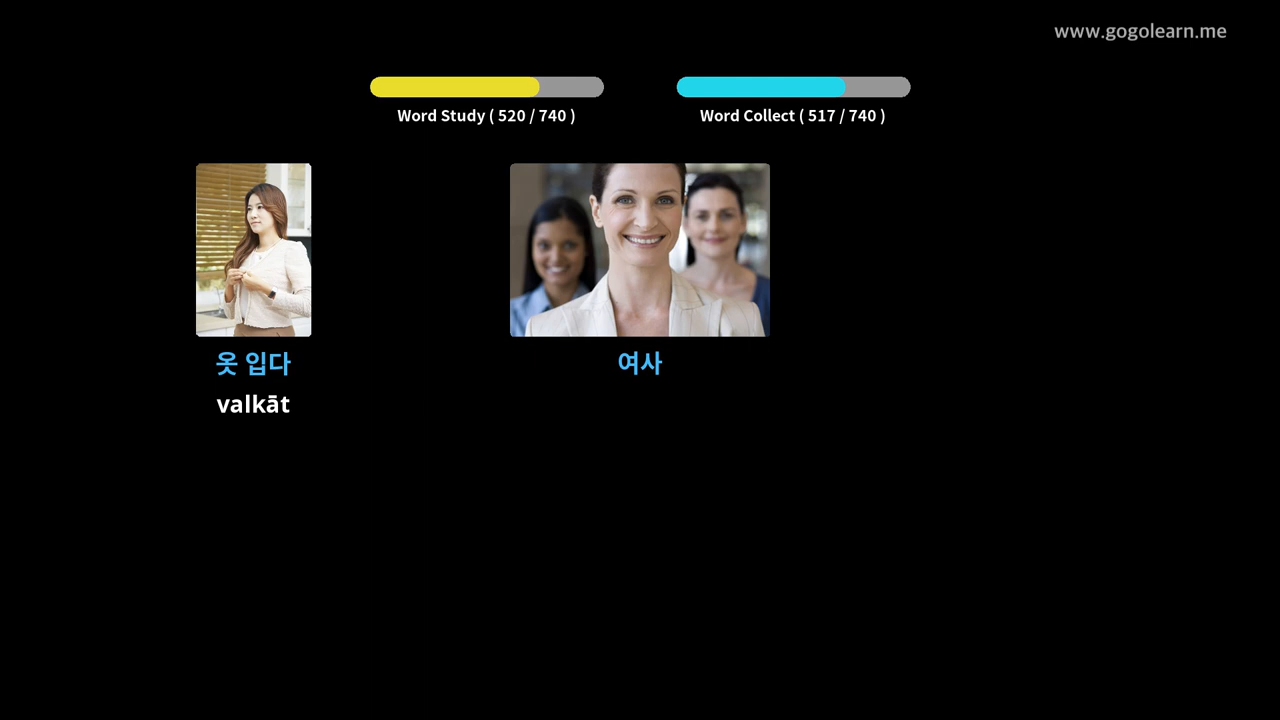 www.gogolearn.me
Word Study ( 520 / 740 )
Word Collect ( 517 / 740 )
옷 입다
valkāt
여사